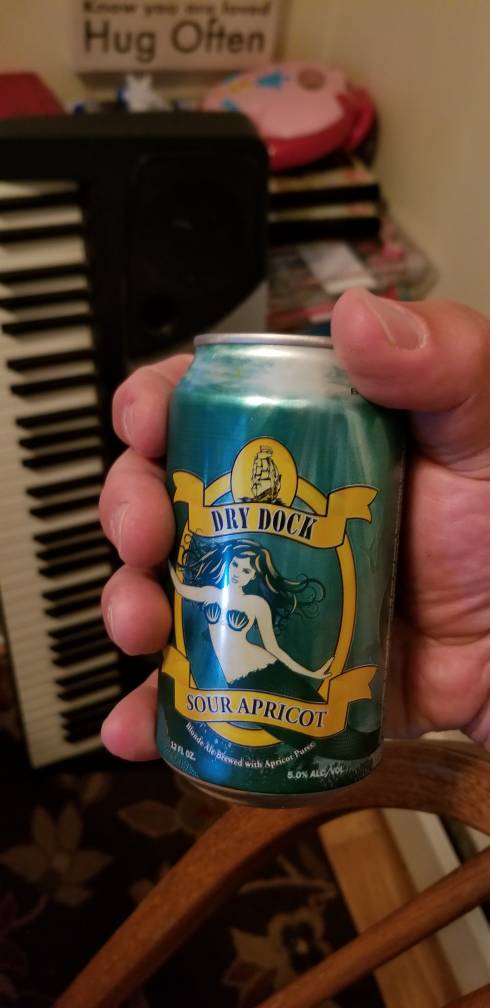 Know you are loved
Hug Often
DRY DOCK
SOUR APRICOT
Blonde Ale Brewed with Apricot Puree
12 FL OZ.
5.0% ALC/VOL